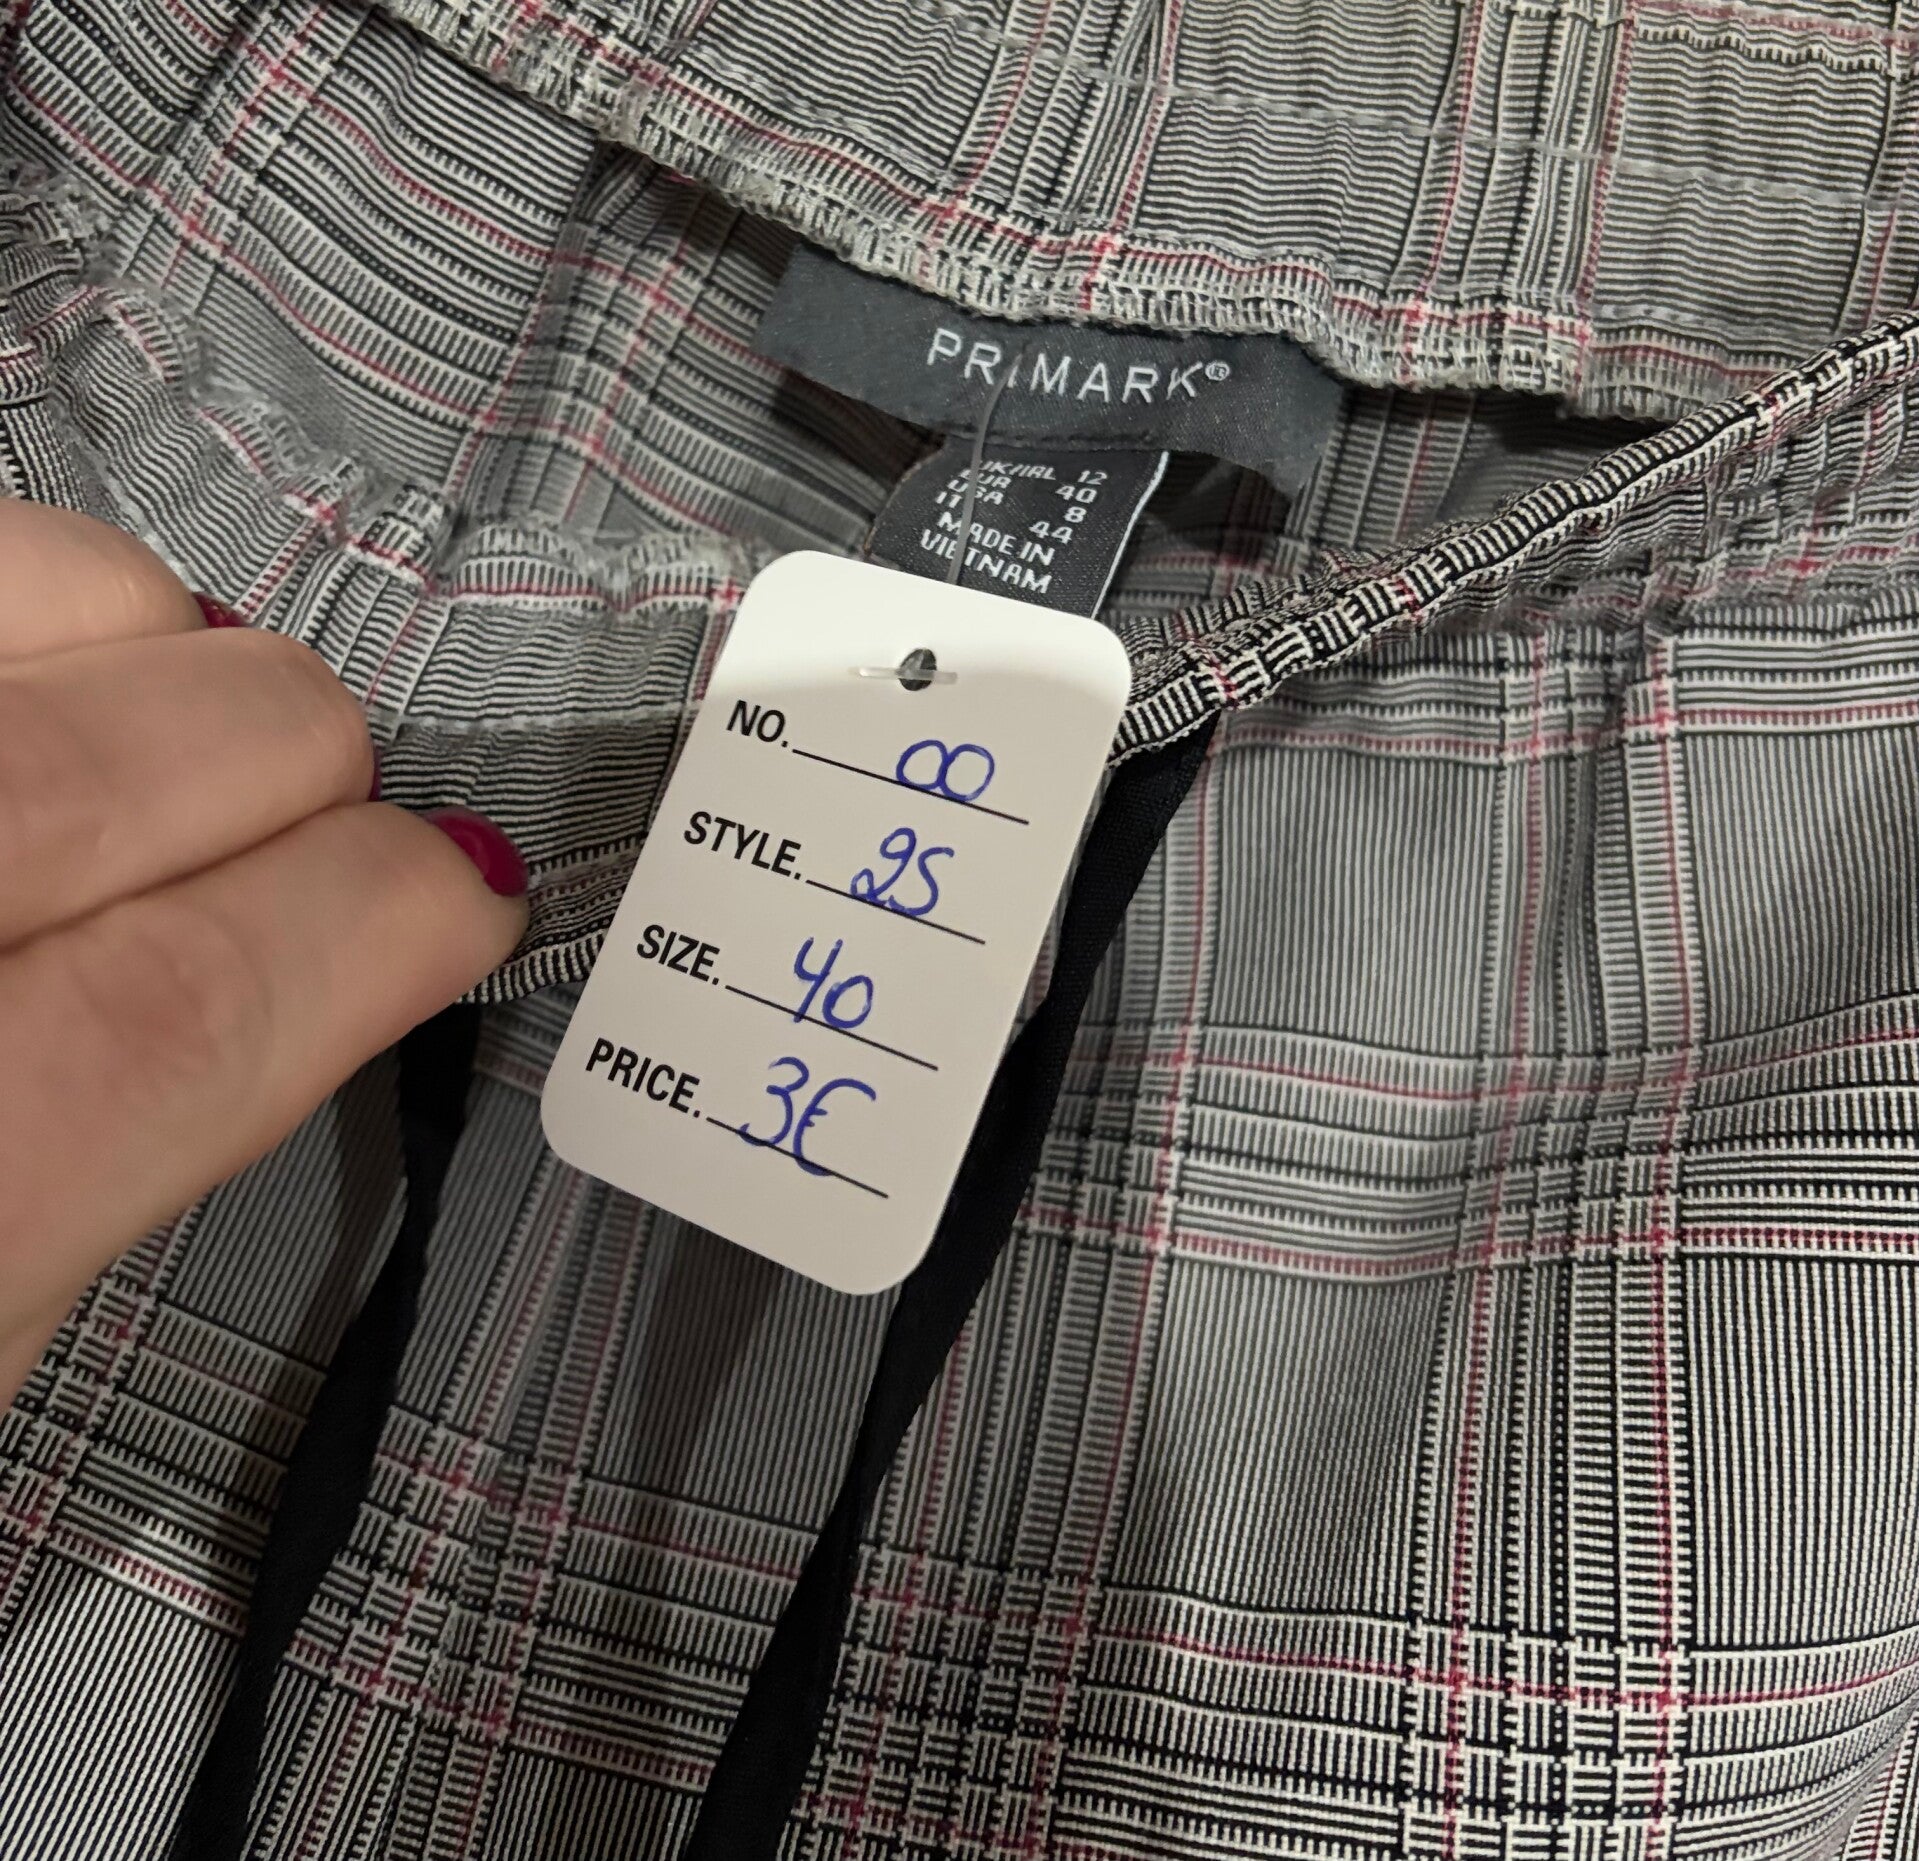 PRIMARK®
UK/IRL 12
EUR 40
USA 8
IT 44
MADE IN
VIETNAM
NO. 00
STYLE. 25
SIZE. 40
PRICE. 3€